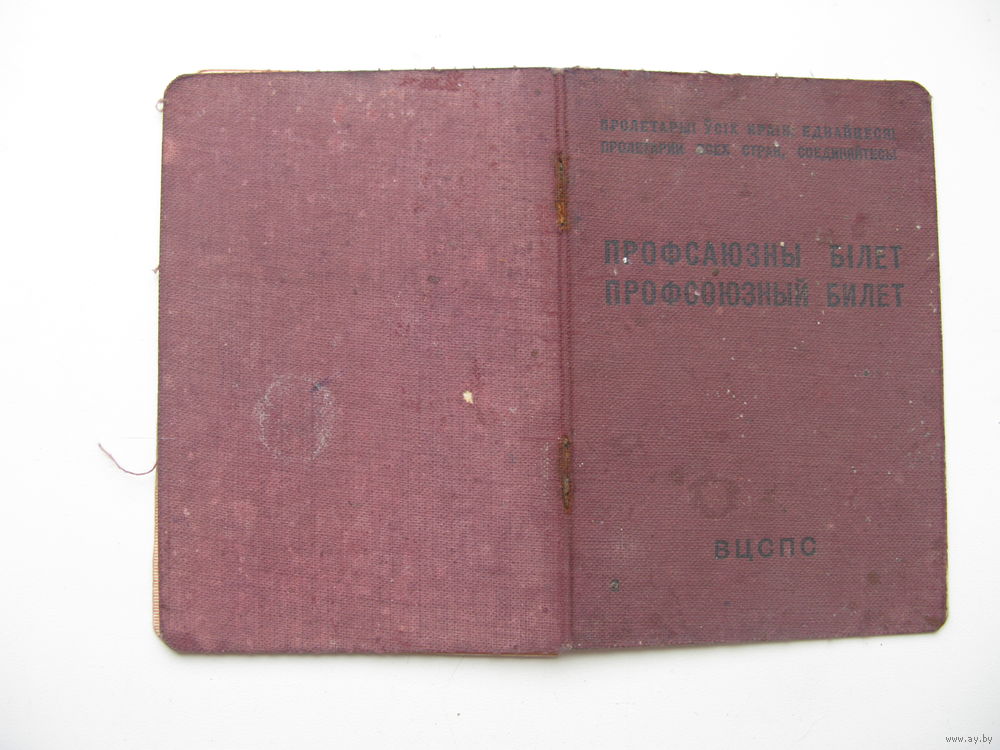 ПРОЛЕТАРЫІ ЎСІХ КРАІН, ЕДНАЙЦЕСЯ!
ПРОЛЕТАРИИ ВСЕХ СТРАН, СОЕДИНЯЙТЕСЬ!
ПРОФСАЮЗНЫ БІЛЕТ
ПРОФСОЮЗНЫЙ БИЛЕТ
ВЦСПС
www.ay.by